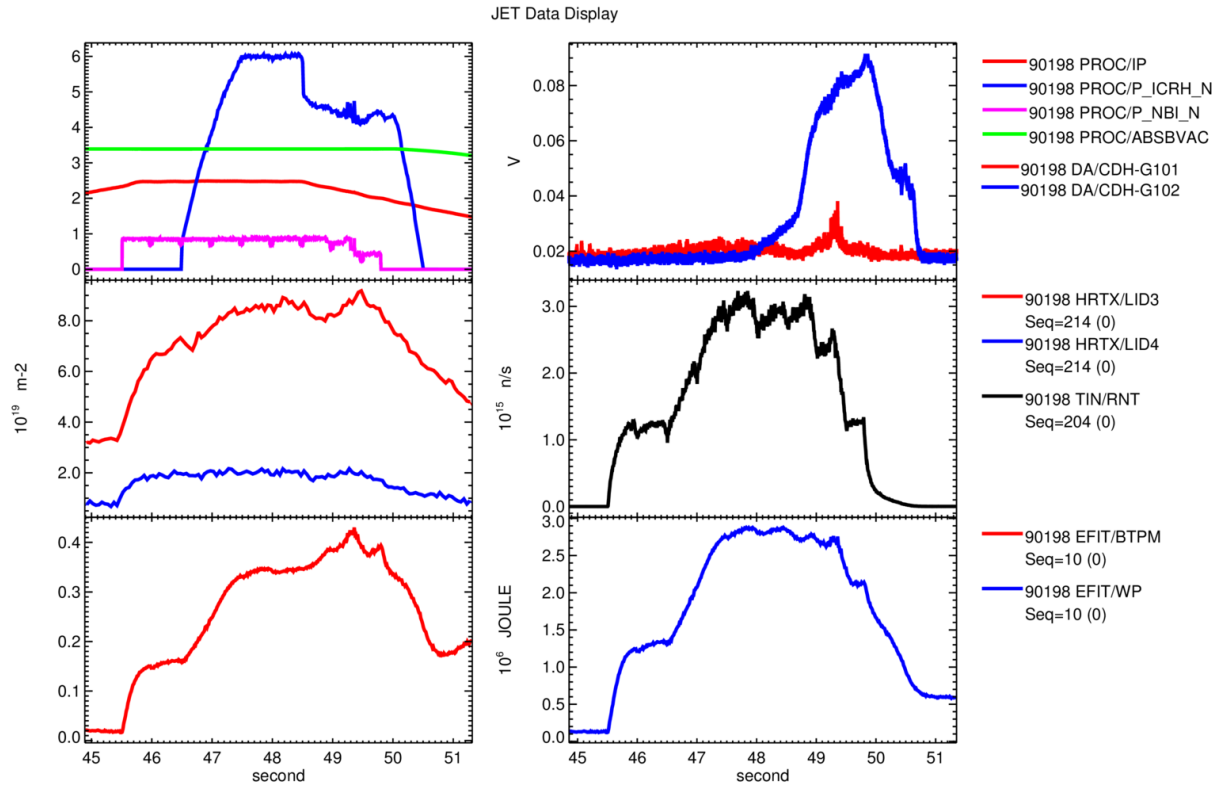 JET Data Display
6
5
4
3
2
1
0
V
0.08
0.06
0.04
0.02
90198 PROC/IP
90198 PROC/P_ICRH_N
90198 PROC/P_NBI_N
90198 PROC/ABSBVAC
90198 DA/CDH-G101
90198 DA/CDH-G102
10¹⁹ m-2
8.0
6.0
4.0
2.0
10¹⁵ n/s
3.0
2.0
1.0
0.0
90198 HRTX/LID3
Seq=214 (0)
90198 HRTX/LID4
Seq=214 (0)
90198 TIN/RNT
Seq=204 (0)
0.4
0.3
0.2
0.1
0.0
45 46 47 48 49 50 51
second
10⁶ JOULE
3.0
2.5
2.0
1.5
1.0
0.5
0.0
45 46 47 48 49 50 51
second
90198 EFIT/BTPM
Seq=10 (0)
90198 EFIT/WP
Seq=10 (0)